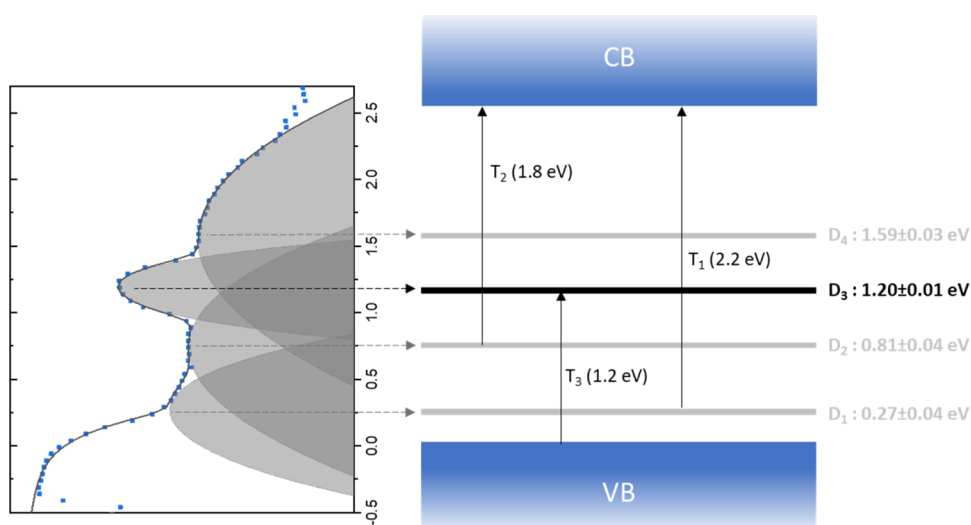 CB
2.5
2.0
1.5
1.0
0.5
0.0
-0.5
T2 (1.8 eV)
T1 (2.2 eV)
T3 (1.2 eV)
D4 : 1.59±0.03 eV
D3 : 1.20±0.01 eV
D2 : 0.81±0.04 eV
D1 : 0.27±0.04 eV
VB